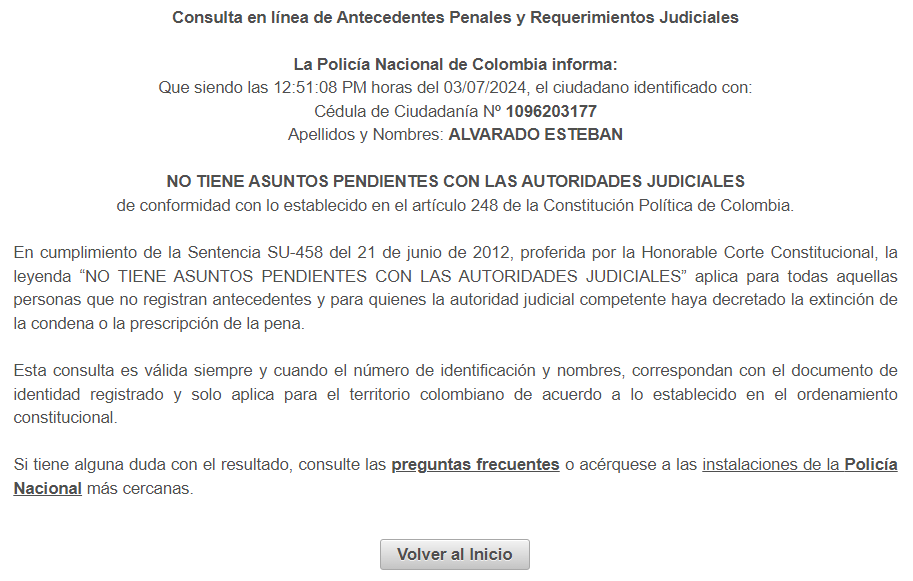 Consulta en línea de Antecedentes Penales y Requerimientos Judiciales
La Policía Nacional de Colombia informa:
Que siendo las 12:51:08 PM horas del 03/07/2024, el ciudadano identificado con:
Cédula de Ciudadanía Nº 1096203177
Apellidos y Nombres: ALVARADO ESTEBAN
NO TIENE ASUNTOS PENDIENTES CON LAS AUTORIDADES JUDICIALES
de conformidad con lo establecido en el artículo 248 de la Constitución Política de Colombia.
En cumplimiento de la Sentencia SU-458 del 21 de junio de 2012, proferida por la Honorable Corte Constitucional, la
leyenda “NO TIENE ASUNTOS PENDIENTES CON LAS AUTORIDADES JUDICIALES” aplica para todas aquellas
personas que no registran antecedentes y para quienes la autoridad judicial competente haya decretado la extinción de
la condena o la prescripción de la pena.
Esta consulta es válida siempre y cuando el número de identificación y nombres, correspondan con el documento de
identidad registrado y solo aplica para el territorio colombiano de acuerdo a lo establecido en el ordenamiento
constitucional.
Si tiene alguna duda con el resultado, consulte las preguntas frecuentes o acérquese a las instalaciones de la Policía
Nacional más cercanas.
Volver al Inicio